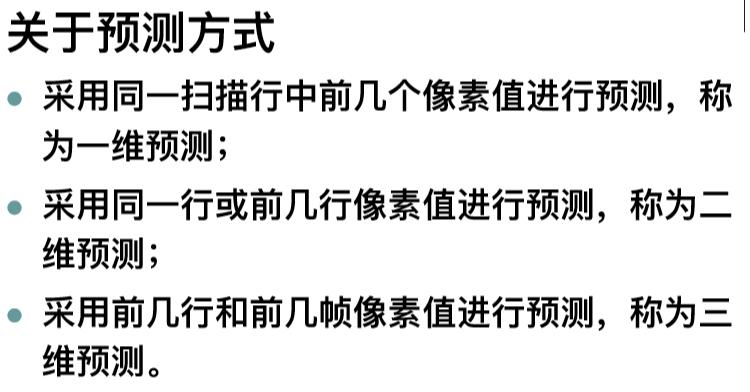 关于预测方式
采用同一扫描行中前几个像素值进行预测，称
为一维预测；
采用同一行或前几行像素值进行预测，称为二
维预测；
采用前几行和前几帧像素值进行预测，称为三
维预测。